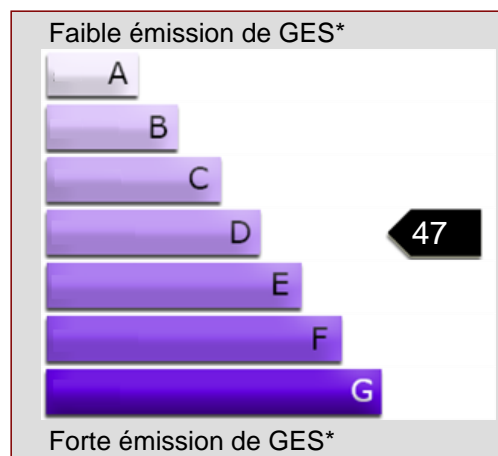 Faible émission de GES*
A
B
C
D
47
E
F
G
Forte émission de GES*